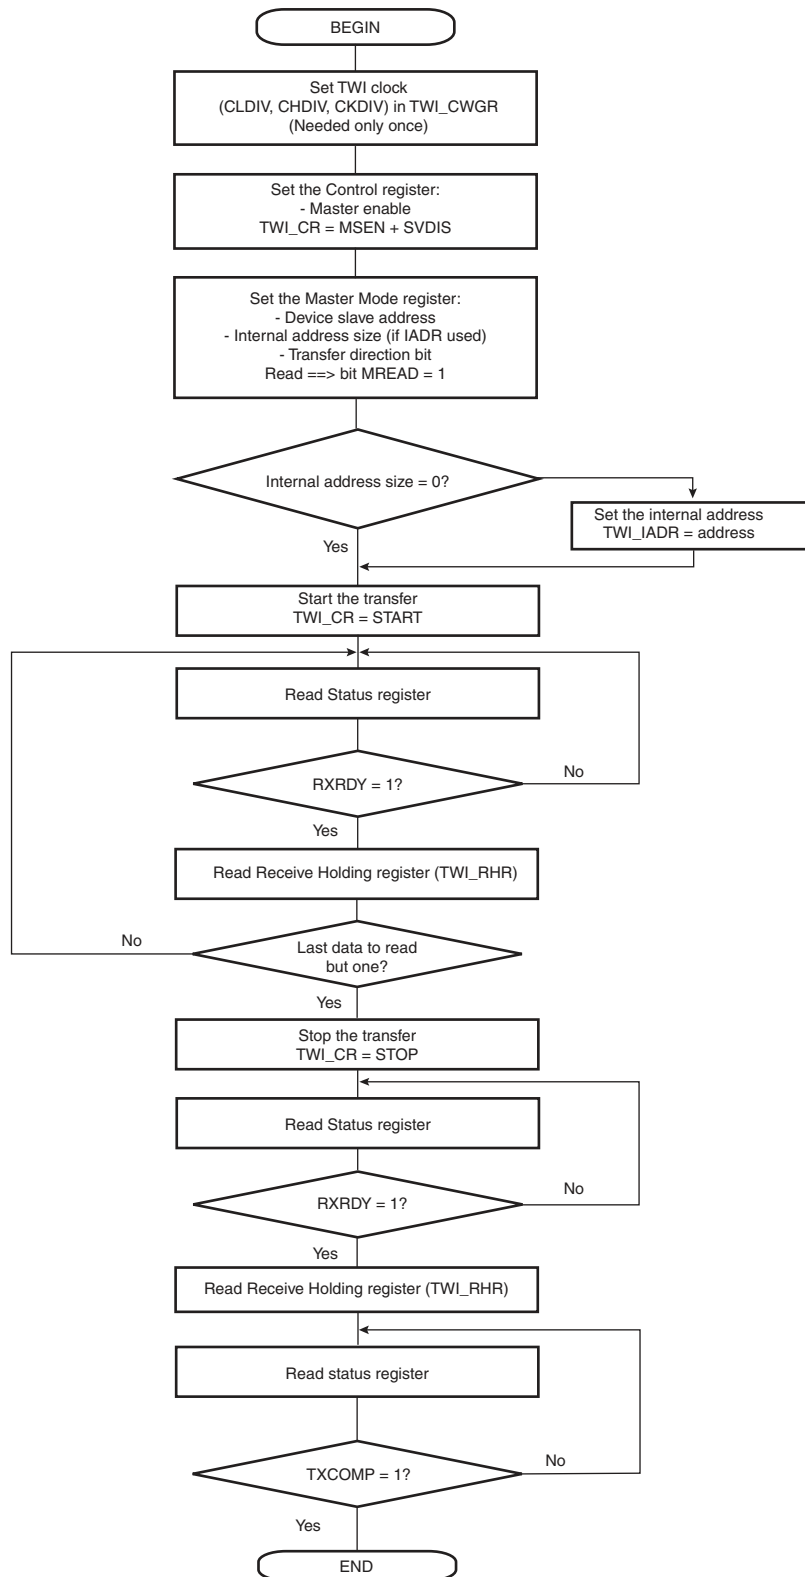 BEGIN
Set TWI clock
(CLDIV, CHDIV, CKDIV) in TWI_CWGR
(Needed only once)
Set the Control register:
- Master enable
TWI_CR = MSEN + SVDIS
Set the Master Mode register:
- Device slave address
- Internal address size (if IADR used)
- Transfer direction bit
Read ==> bit MREAD = 1
Internal address size = 0?
Set the internal address
TWI_IADR = address
Yes
Start the transfer
TWI_CR = START
Read Status register
RXRDY = 1?
No
Yes
Read Receive Holding register (TWI_RHR)
No
Last data to read
but one?
Yes
Stop the transfer
TWI_CR = STOP
Read Status register
RXRDY = 1?
No
Yes
Read Receive Holding register (TWI_RHR)
Read status register
TXCOMP = 1?
No
Yes
END